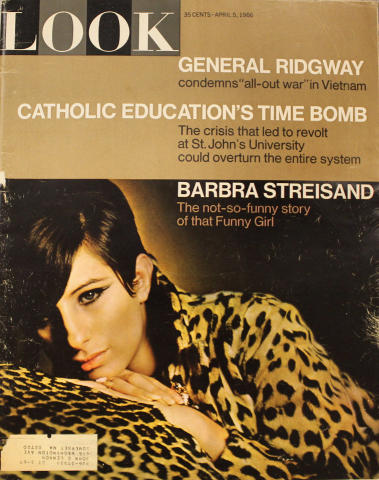 LOOK
35 CENTS · APRIL 5, 1966
GENERAL RIDGWAY
condemns "all-out war" in Vietnam
CATHOLIC EDUCATION'S TIME BOMB
The crisis that led to revolt
at St. John's University
could overturn the entire system
BARBRA STREISAND
The not-so-funny story
of that Funny Girl